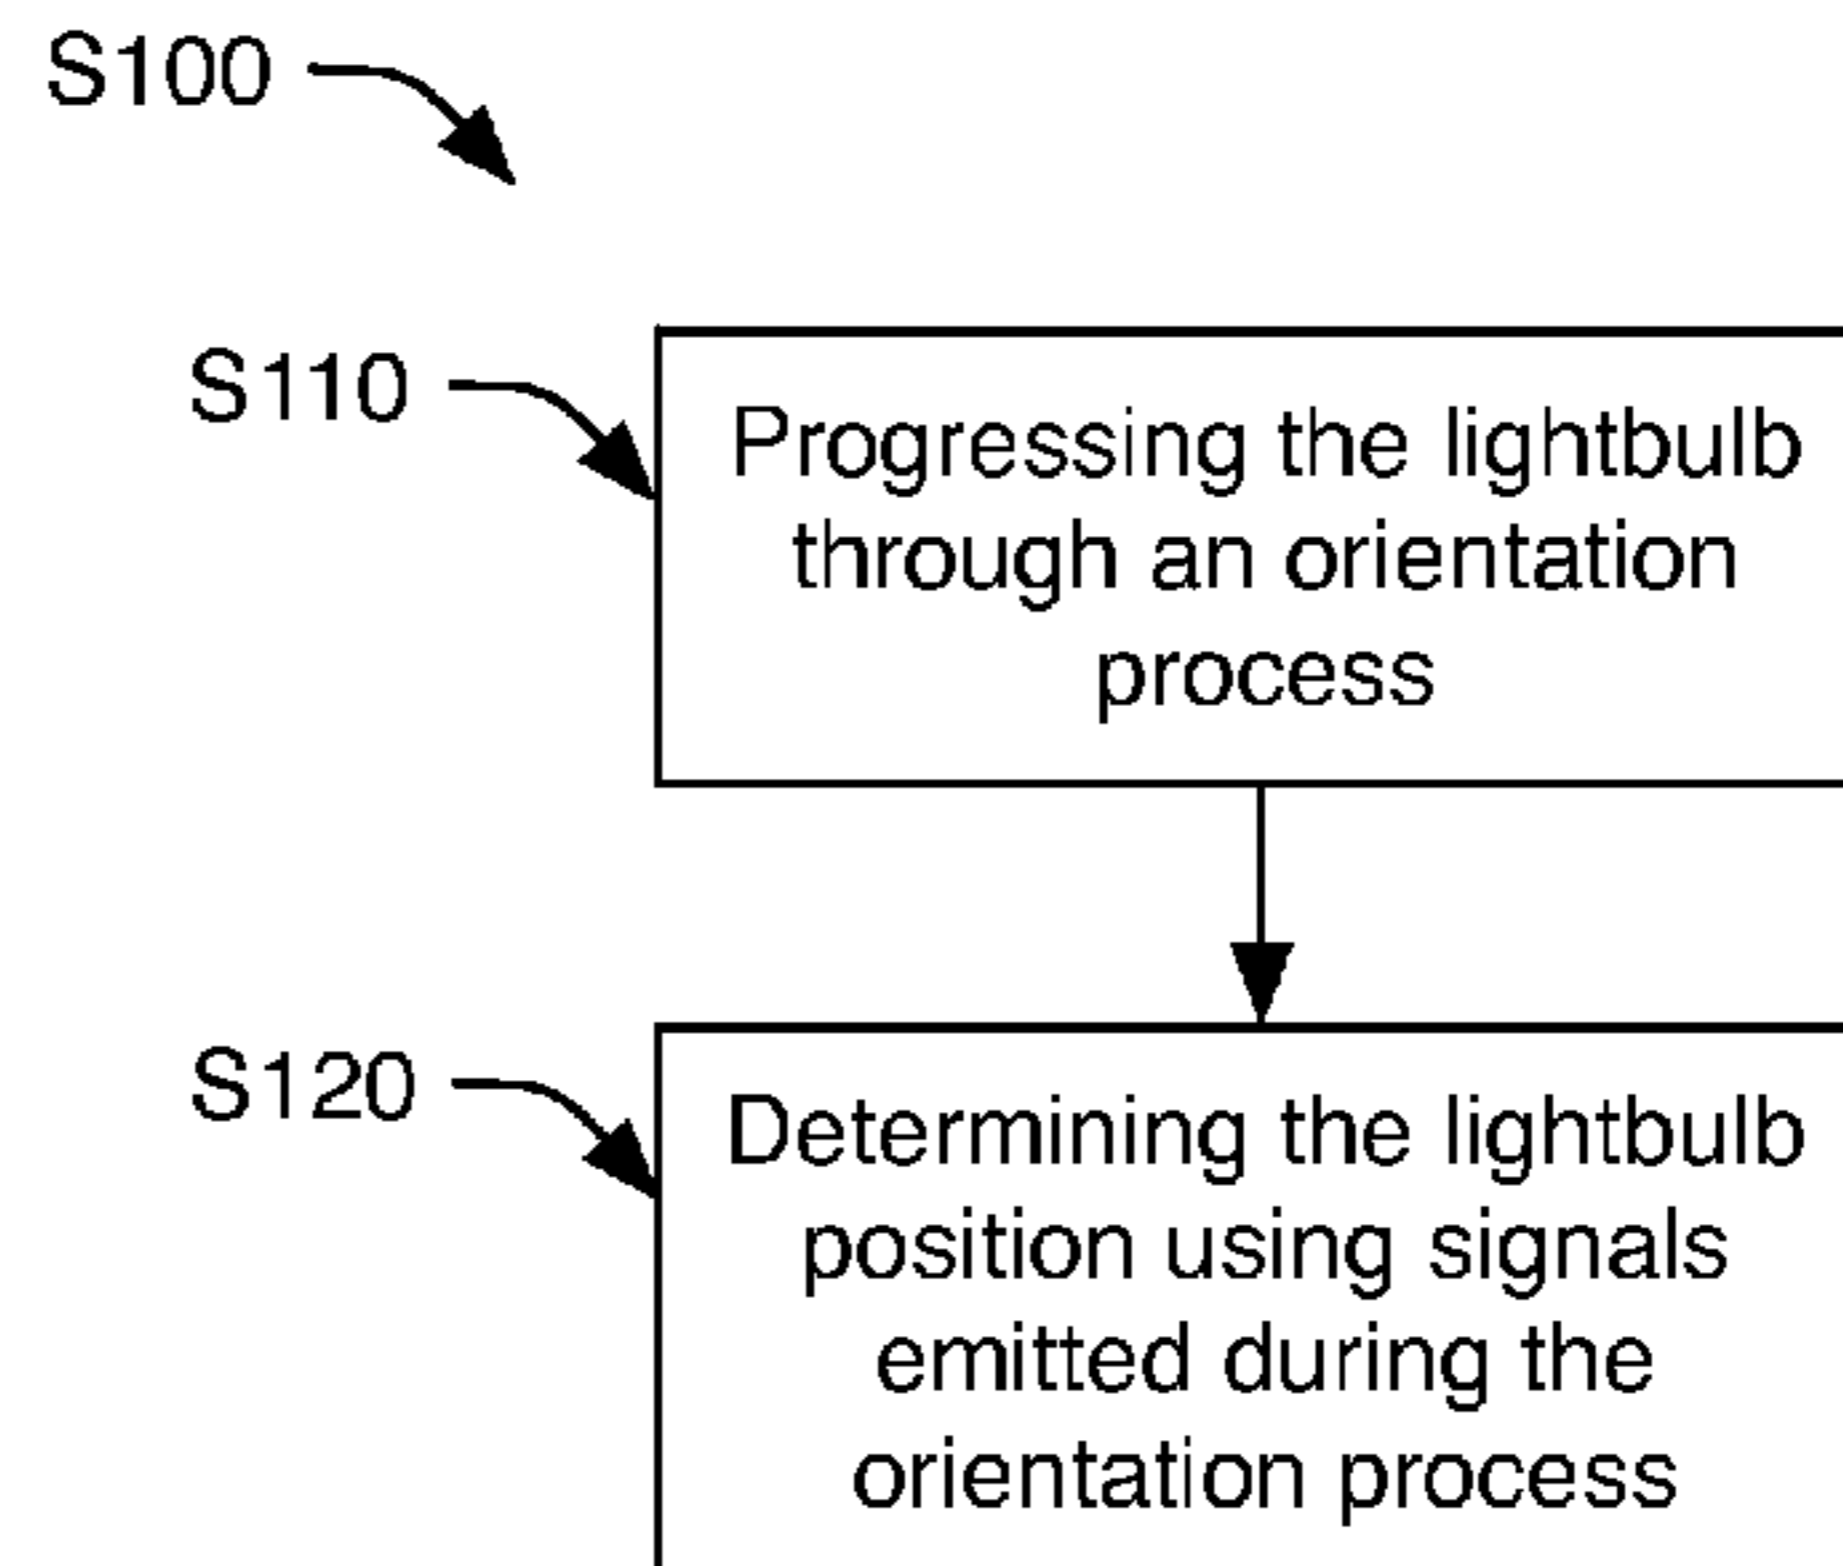 S100
S110
Progressing the lightbulb
through an orientation
process
S120
Determining the lightbulb
position using signals
emitted during the
orientation process